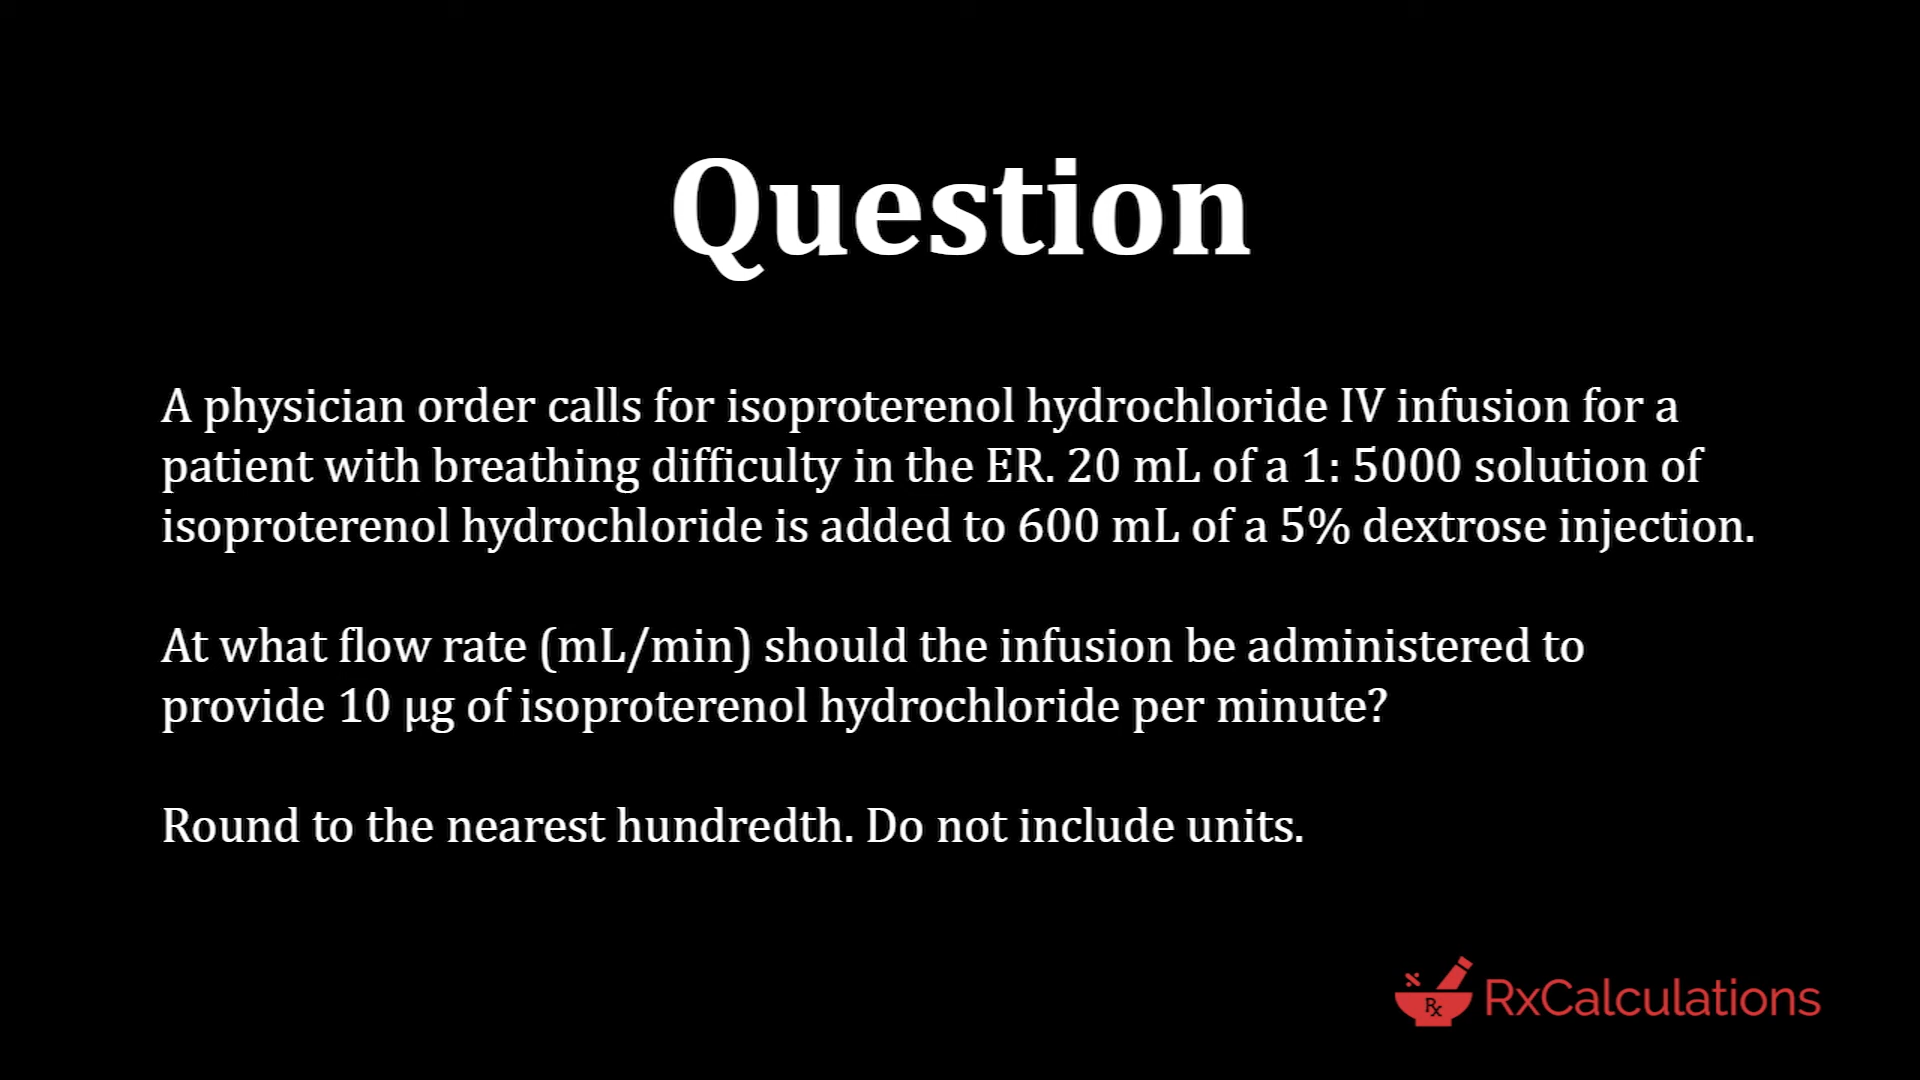 Question
A physician order calls for isoproterenol hydrochloride IV infusion for a
patient with breathing difficulty in the ER. 20 mL of a 1: 5000 solution of
isoproterenol hydrochloride is added to 600 mL of a 5% dextrose injection.
At what flow rate (mL/min) should the infusion be administered to
provide 10 µg of isoproterenol hydrochloride per minute?
Round to the nearest hundredth. Do not include units.
Rx RxCalculations